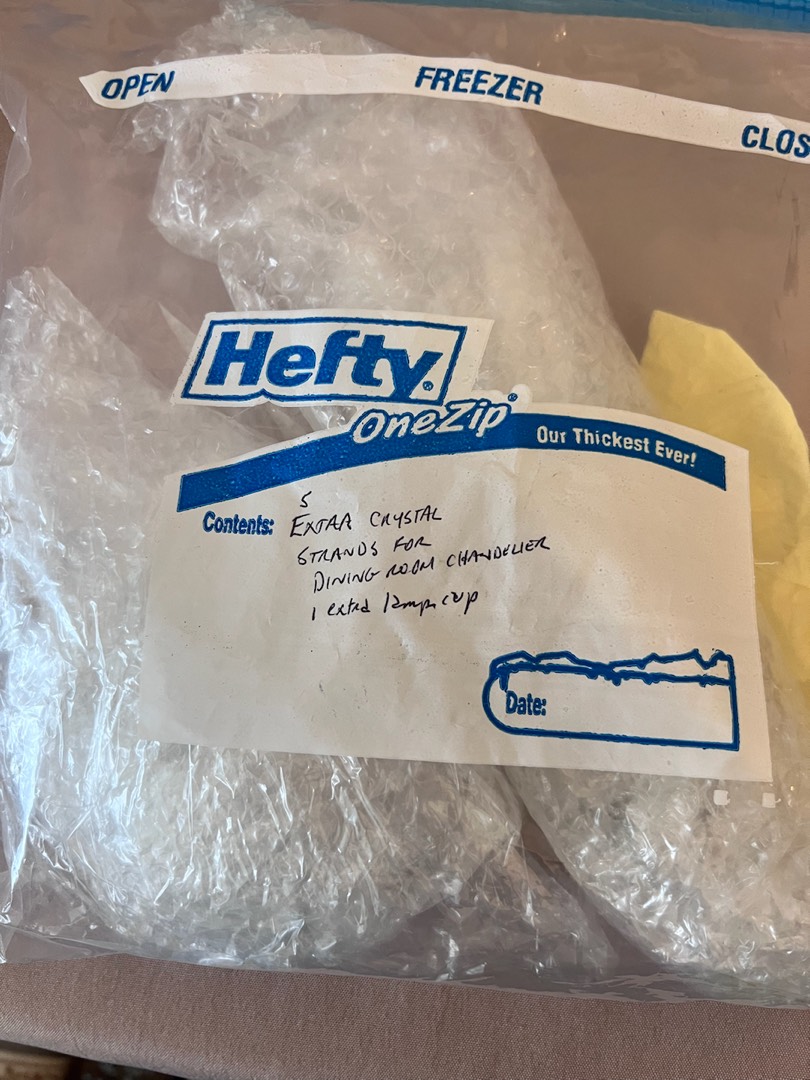 OPEN FREEZER CLOS
Hefty®
OneZip®
Our Thickest Ever!
5
Contents: EXTRA CRYSTAL
STRANDS FOR
DINING ROOM CHANDELIER
1 extra lamp cup
Date: